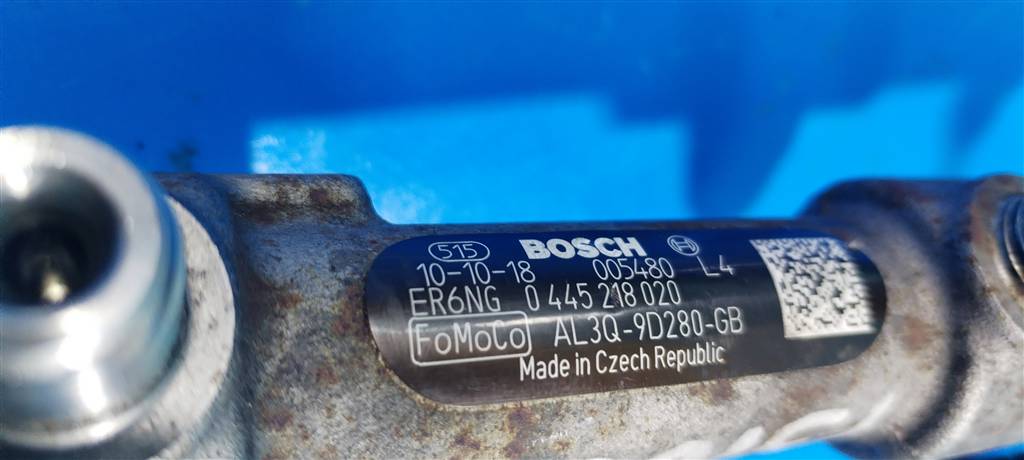 515 BOSCH
10-10-18 005480 L4
ER6NG 0 445 218 020
FoMoCo AL3Q-9D280-GB
Made in Czech Republic